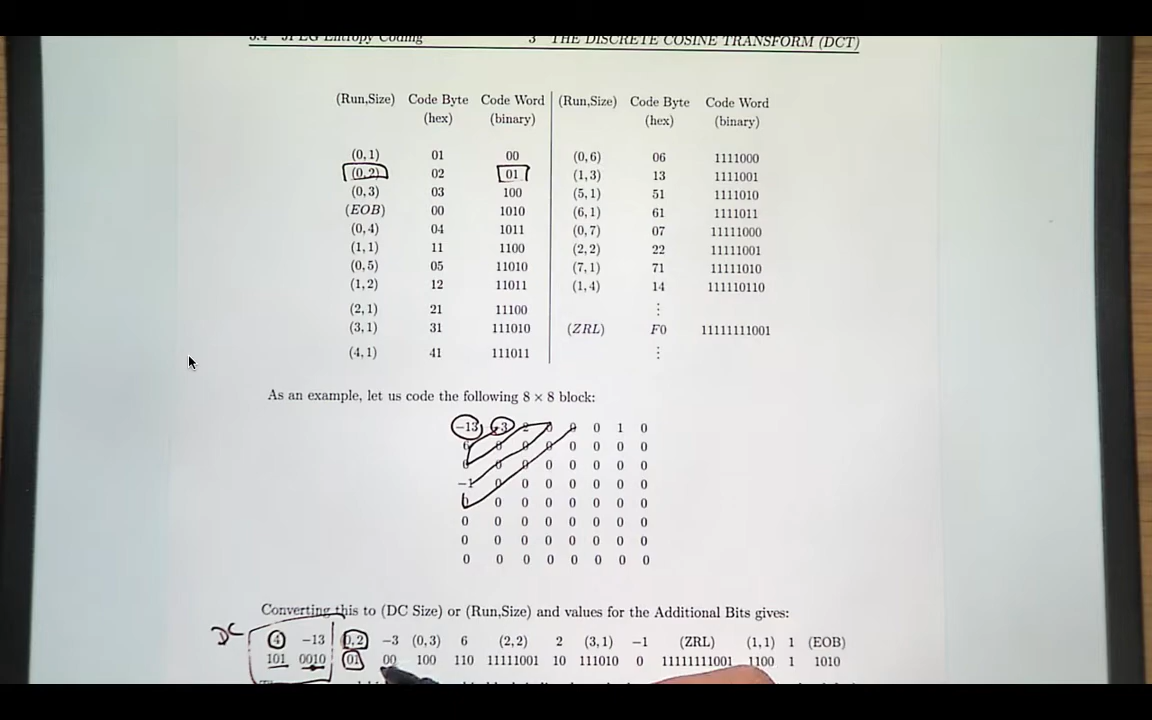 3.4 JPEG Entropy Coding 3 THE DISCRETE COSINE TRANSFORM (DCT)
(Run,Size) Code Byte Code Word (Run,Size) Code Byte Code Word
(hex) (binary) (hex) (binary)
(0, 1) 01 00 (0, 6) 06 1111000
(0, 2) 02 01 (1, 3) 13 1111001
(0, 3) 03 100 (5, 1) 51 1111010
(EOB) 00 1010 (6, 1) 61 1111011
(0, 4) 04 1011 (0, 7) 07 11111000
(1, 1) 11 1100 (2, 2) 22 11111001
(0, 5) 05 11010 (7, 1) 71 11111010
(1, 2) 12 11011 (1, 4) 14 111110110
(2, 1) 21 11100 ⋮
(3, 1) 31 111010 (ZRL) F0 11111111001
(4, 1) 41 111011 ⋮
As an example, let us code the following 8 × 8 block:
−13 −3 2 0 0 0 1 0
6 0 0 0 0 0 0 0
0 0 0 0 0 0 0 0
−1 0 0 0 0 0 0 0
0 0 0 0 0 0 0 0
0 0 0 0 0 0 0 0
0 0 0 0 0 0 0 0
0 0 0 0 0 0 0 0
Converting this to (DC Size) or (Run,Size) and values for the Additional Bits gives:
DC 4 −13 0, 2 −3 (0, 3) 6 (2, 2) 2 (3, 1) −1 (ZRL) (1, 1) 1 (EOB)
101 0010 01 00 100 110 11111001 10 111010 0 11111111001 1100 1 1010